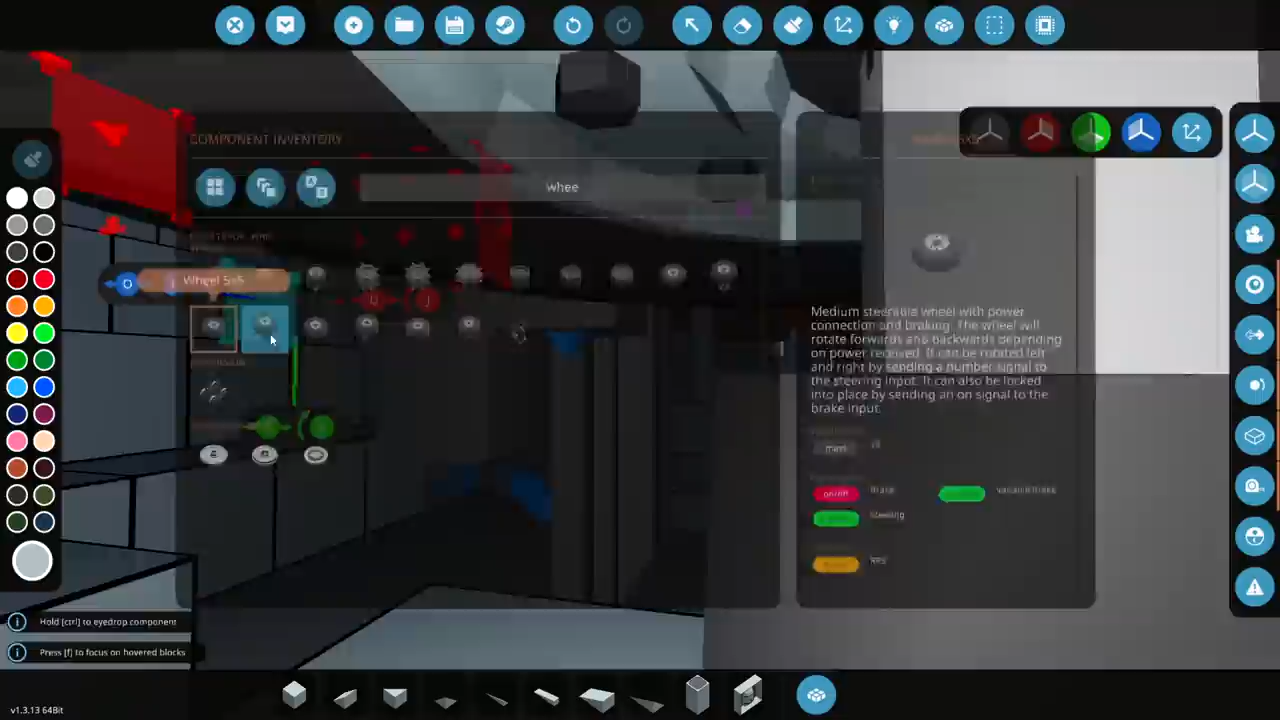 COMPONENT INVENTORY
whee
Wheel 5x5
Medium steerable wheel with power
connection and braking. The wheel will
rotate forwards and backwards depending
on power received. It can be rotated left
and right by sending a number signal to
the steering input. It can also be locked
into place by sending an on signal to the
brake input.
on/off Brake
Steering
RPS
Hold [ctrl] to eyedrop component
Press [f] to focus on hovered blocks
v1.3.13 64Bit